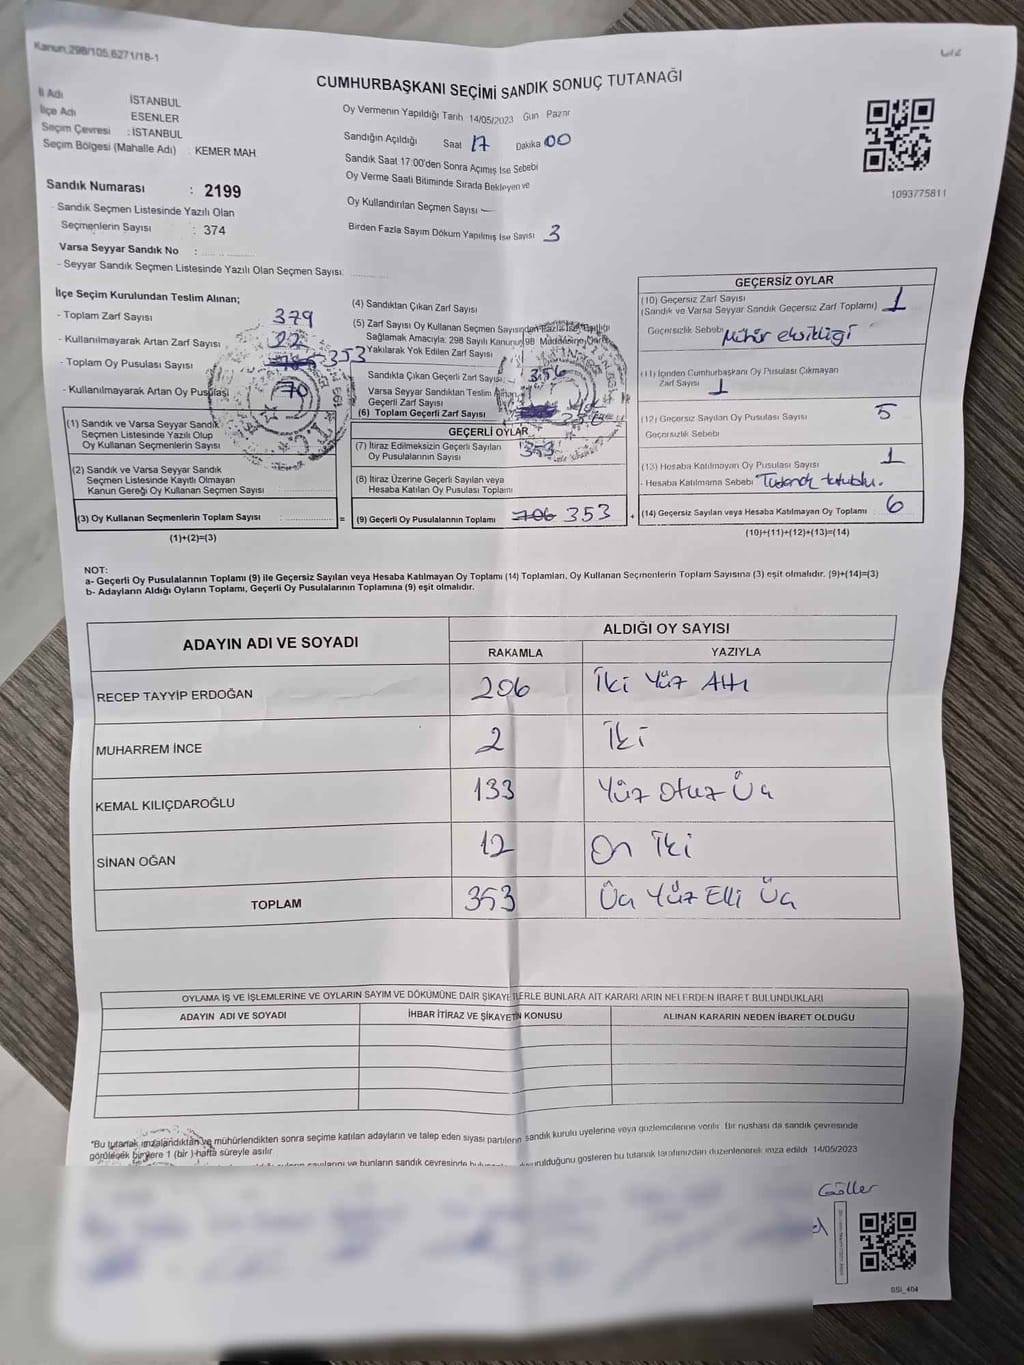 Kanun.298/105,6271/18-1
CUMHURBAŞKANI SEÇİMİ SANDIK SONUÇ TUTANAĞI
İl Adı İSTANBUL
İlçe Adı ESENLER
Seçim Çevresi : İSTANBUL
Seçim Bölgesi (Mahalle Adı) : KEMER MAH
Sandık Numarası : 2199
- Sandık Seçmen Listesinde Yazılı Olan
Seçmenlerin Sayısı : 374
Varsa Seyyar Sandık No :
- Seyyar Sandık Seçmen Listesinde Yazılı Olan Seçmen Sayısı:
Oy Vermenin Yapıldığı Tarih 14/05/2023 Gün Pazar
Sandığın Açıldığı Saat 17 Dakika 00
Sandık Saat 17:00'den Sonra Açımış İse Sebebi
Oy Verme Saati Bitiminde Sırada Bekleyen ve
Oy Kullandırılan Seçmen Sayısı —
Birden Fazla Sayım Döküm Yapılmış İse Sayısı 3
1093775811
İlçe Seçim Kurulundan Teslim Alınan;
- Toplam Zarf Sayısı 379
- Kullanılmayarak Artan Zarf Sayısı 22
- Toplam Oy Pusulası Sayısı 353
- Kullanılmayarak Artan Oy Pusulası 70
(1) Sandık ve Varsa Seyyar Sandık
Seçmen Listesinde Yazılı Olup
Oy Kullanan Seçmenlerin Sayısı
(2) Sandık ve Varsa Seyyar Sandık
Seçmen Listesinde Kayıtlı Olmayan
Kanun Gereği Oy Kullanan Seçmen Sayısı
(3) Oy Kullanan Seçmenlerin Toplam Sayısı : =
(1)+(2)=(3)
(4) Sandıktan Çıkan Zarf Sayısı
(5) Zarf Sayısı Oy Kullanan Seçmen Sayısından Fazla İse, Eşitliği
Sağlamak Amacıyla; 298 Sayılı Kanunun 98. Maddesine Göre
Yakılarak Yok Edilen Zarf Sayısı
Sandıkta Çıkan Geçerli Zarf Sayısı 356
Varsa Seyyar Sandıktan Teslim Alınan
Geçerli Zarf Sayısı
(6) Toplam Geçerli Zarf Sayısı 356
GEÇERLİ OYLAR
(7) İtiraz Edilmeksizin Geçerli Sayılan
Oy Pusulalarının Sayısı 353
(8) İtiraz Üzerine Geçerli Sayılan veya
Hesaba Katılan Oy Pusulası Toplamı
(9) Gerçerli Oy Pusulalarının Toplamı 706 353 +
GEÇERSİZ OYLAR
(10) Geçersiz Zarf Sayısı
(Sandık ve Varsa Seyyar Sandık Geçersiz Zarf Toplamı) 1
Geçersizlik Sebebi Mühür eksikliği
(11) İçinden Cumhurbaşkanı Oy Pusulası Çıkmayan
Zarf Sayısı 1
(12) Geçersiz Sayılan Oy Pusulası Sayısı 5
Geçersizlik Sebebi
(13) Hesaba Katılmayan Oy Pusulası Sayısı 1
- Hesaba Katılmama Sebebi Tutanak tutuldu.
(14) Geçersiz Sayılan veya Hesaba Katılmayan Oy Toplamı 6
(10)+(11)+(12)+(13)=(14)
NOT:
a- Geçerli Oy Pusulalarının Toplamı (9) ile Geçersiz Sayılan veya Hesaba Katılmayan Oy Toplamı (14) Toplamları, Oy Kullanan Seçmenlerin Toplam Sayısına (3) eşit olmalıdır. (9)+(14)=(3)
b- Adayların Aldığı Oyların Toplamı, Geçerli Oy Pusulalarının Toplamına (9) eşit olmalıdır.
ADAYIN ADI VE SOYADI ALDIĞI OY SAYISI
RAKAMLA YAZIYLA
RECEP TAYYİP ERDOĞAN 206 İki Yüz Altı
MUHARREM İNCE 2 İki
KEMAL KILIÇDAROĞLU 133 Yüz Otuz Üç
SİNAN OĞAN 12 On İki
TOPLAM 353 Üç Yüz Elli Üç
OYLAMA İŞ VE İŞLEMLERİNE VE OYLARIN SAYIM VE DÖKÜMÜNE DAİR ŞİKAYETLERLE BUNLARA AİT KARARLARIN NELERDEN İBARET BULUNDUKLARI
ADAYIN ADI VE SOYADI İHBAR İTİRAZ VE ŞİKAYETİN KONUSU ALINAN KARARIN NEDEN İBARET OLDUĞU
*Bu tutanak imzalandıktan ve mühürlendikten sonra seçime katılan adayların ve talep eden siyasi partilerin sandık kurulu üyelerine veya gözlemcilerine verilir. Bir nüshası da sandık çevresinde
görülecek bir yere 1 (bir ) hafta süreyle asılır.
bu tutanak tarafımızdan düzenlenerek imza edildi 14/05/2023
Göller
SSI_404